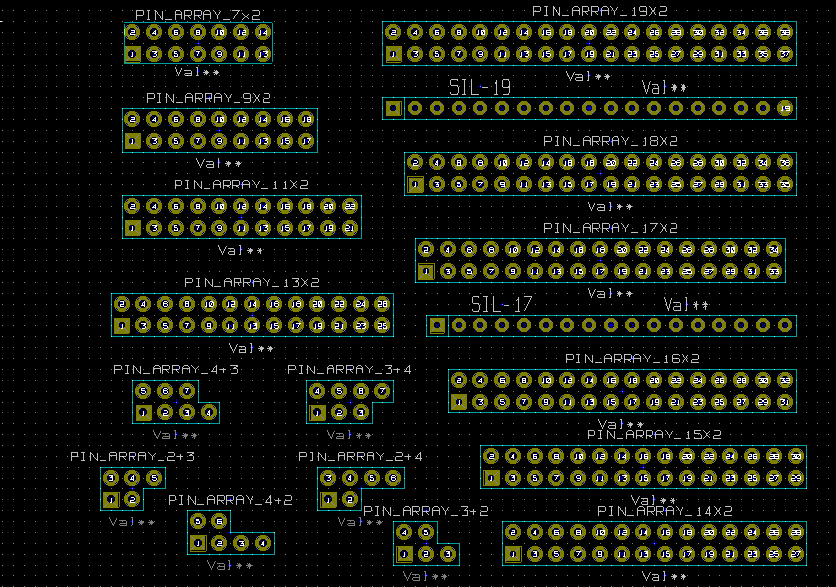 PIN_ARRAY_7x2
2 4 6 8 10 12 14
1 3 5 7 9 11 13
Val**
PIN_ARRAY_9X2
2 4 6 8 10 12 14 16 18
1 3 5 7 9 11 13 15 17
Val**
PIN_ARRAY_11X2
2 4 6 8 10 12 14 16 18 20 22
1 3 5 7 9 11 13 15 17 19 21
Val**
PIN_ARRAY_13X2
2 4 6 8 10 12 14 16 18 20 22 24 26
1 3 5 7 9 11 13 15 17 19 21 23 25
Val**
PIN_ARRAY_4+3
5 6 7
1 2 3 4
Val**
PIN_ARRAY_3+4
4 5 6 7
1 2 3
Val**
PIN_ARRAY_2+3
3 4 5
1 2
Val**
PIN_ARRAY_2+4
3 4 5 6
1 2
Val**
PIN_ARRAY_4+2
5 6
1 2 3 4
Val**
PIN_ARRAY_3+2
4 5
1 2 3
Val**
PIN_ARRAY_19X2
2 4 6 8 10 12 14 16 18 20 22 24 26 28 30 32 34 36 38
1 3 5 7 9 11 13 15 17 19 21 23 25 27 29 31 33 35 37
Val**
SIL-19 Val**
19
PIN_ARRAY_18X2
2 4 6 8 10 12 14 16 18 20 22 24 26 28 30 32 34 36
1 3 5 7 9 11 13 15 17 19 21 23 25 27 29 31 33 35
Val**
PIN_ARRAY_17X2
2 4 6 8 10 12 14 16 18 20 22 24 26 28 30 32 34
1 3 5 7 9 11 13 15 17 19 21 23 25 27 29 31 33
Val**
SIL-17 Val**
PIN_ARRAY_16X2
2 4 6 8 10 12 14 16 18 20 22 24 26 28 30 32
1 3 5 7 9 11 13 15 17 19 21 23 25 27 29 31
Val**
PIN_ARRAY_15X2
2 4 6 8 10 12 14 16 18 20 22 24 26 28 30
1 3 5 7 9 11 13 15 17 19 21 23 25 27 29
Val**
PIN_ARRAY_14X2
2 4 6 8 10 12 14 16 18 20 22 24 26 28
1 3 5 7 9 11 13 15 17 19 21 23 25 27
Val**